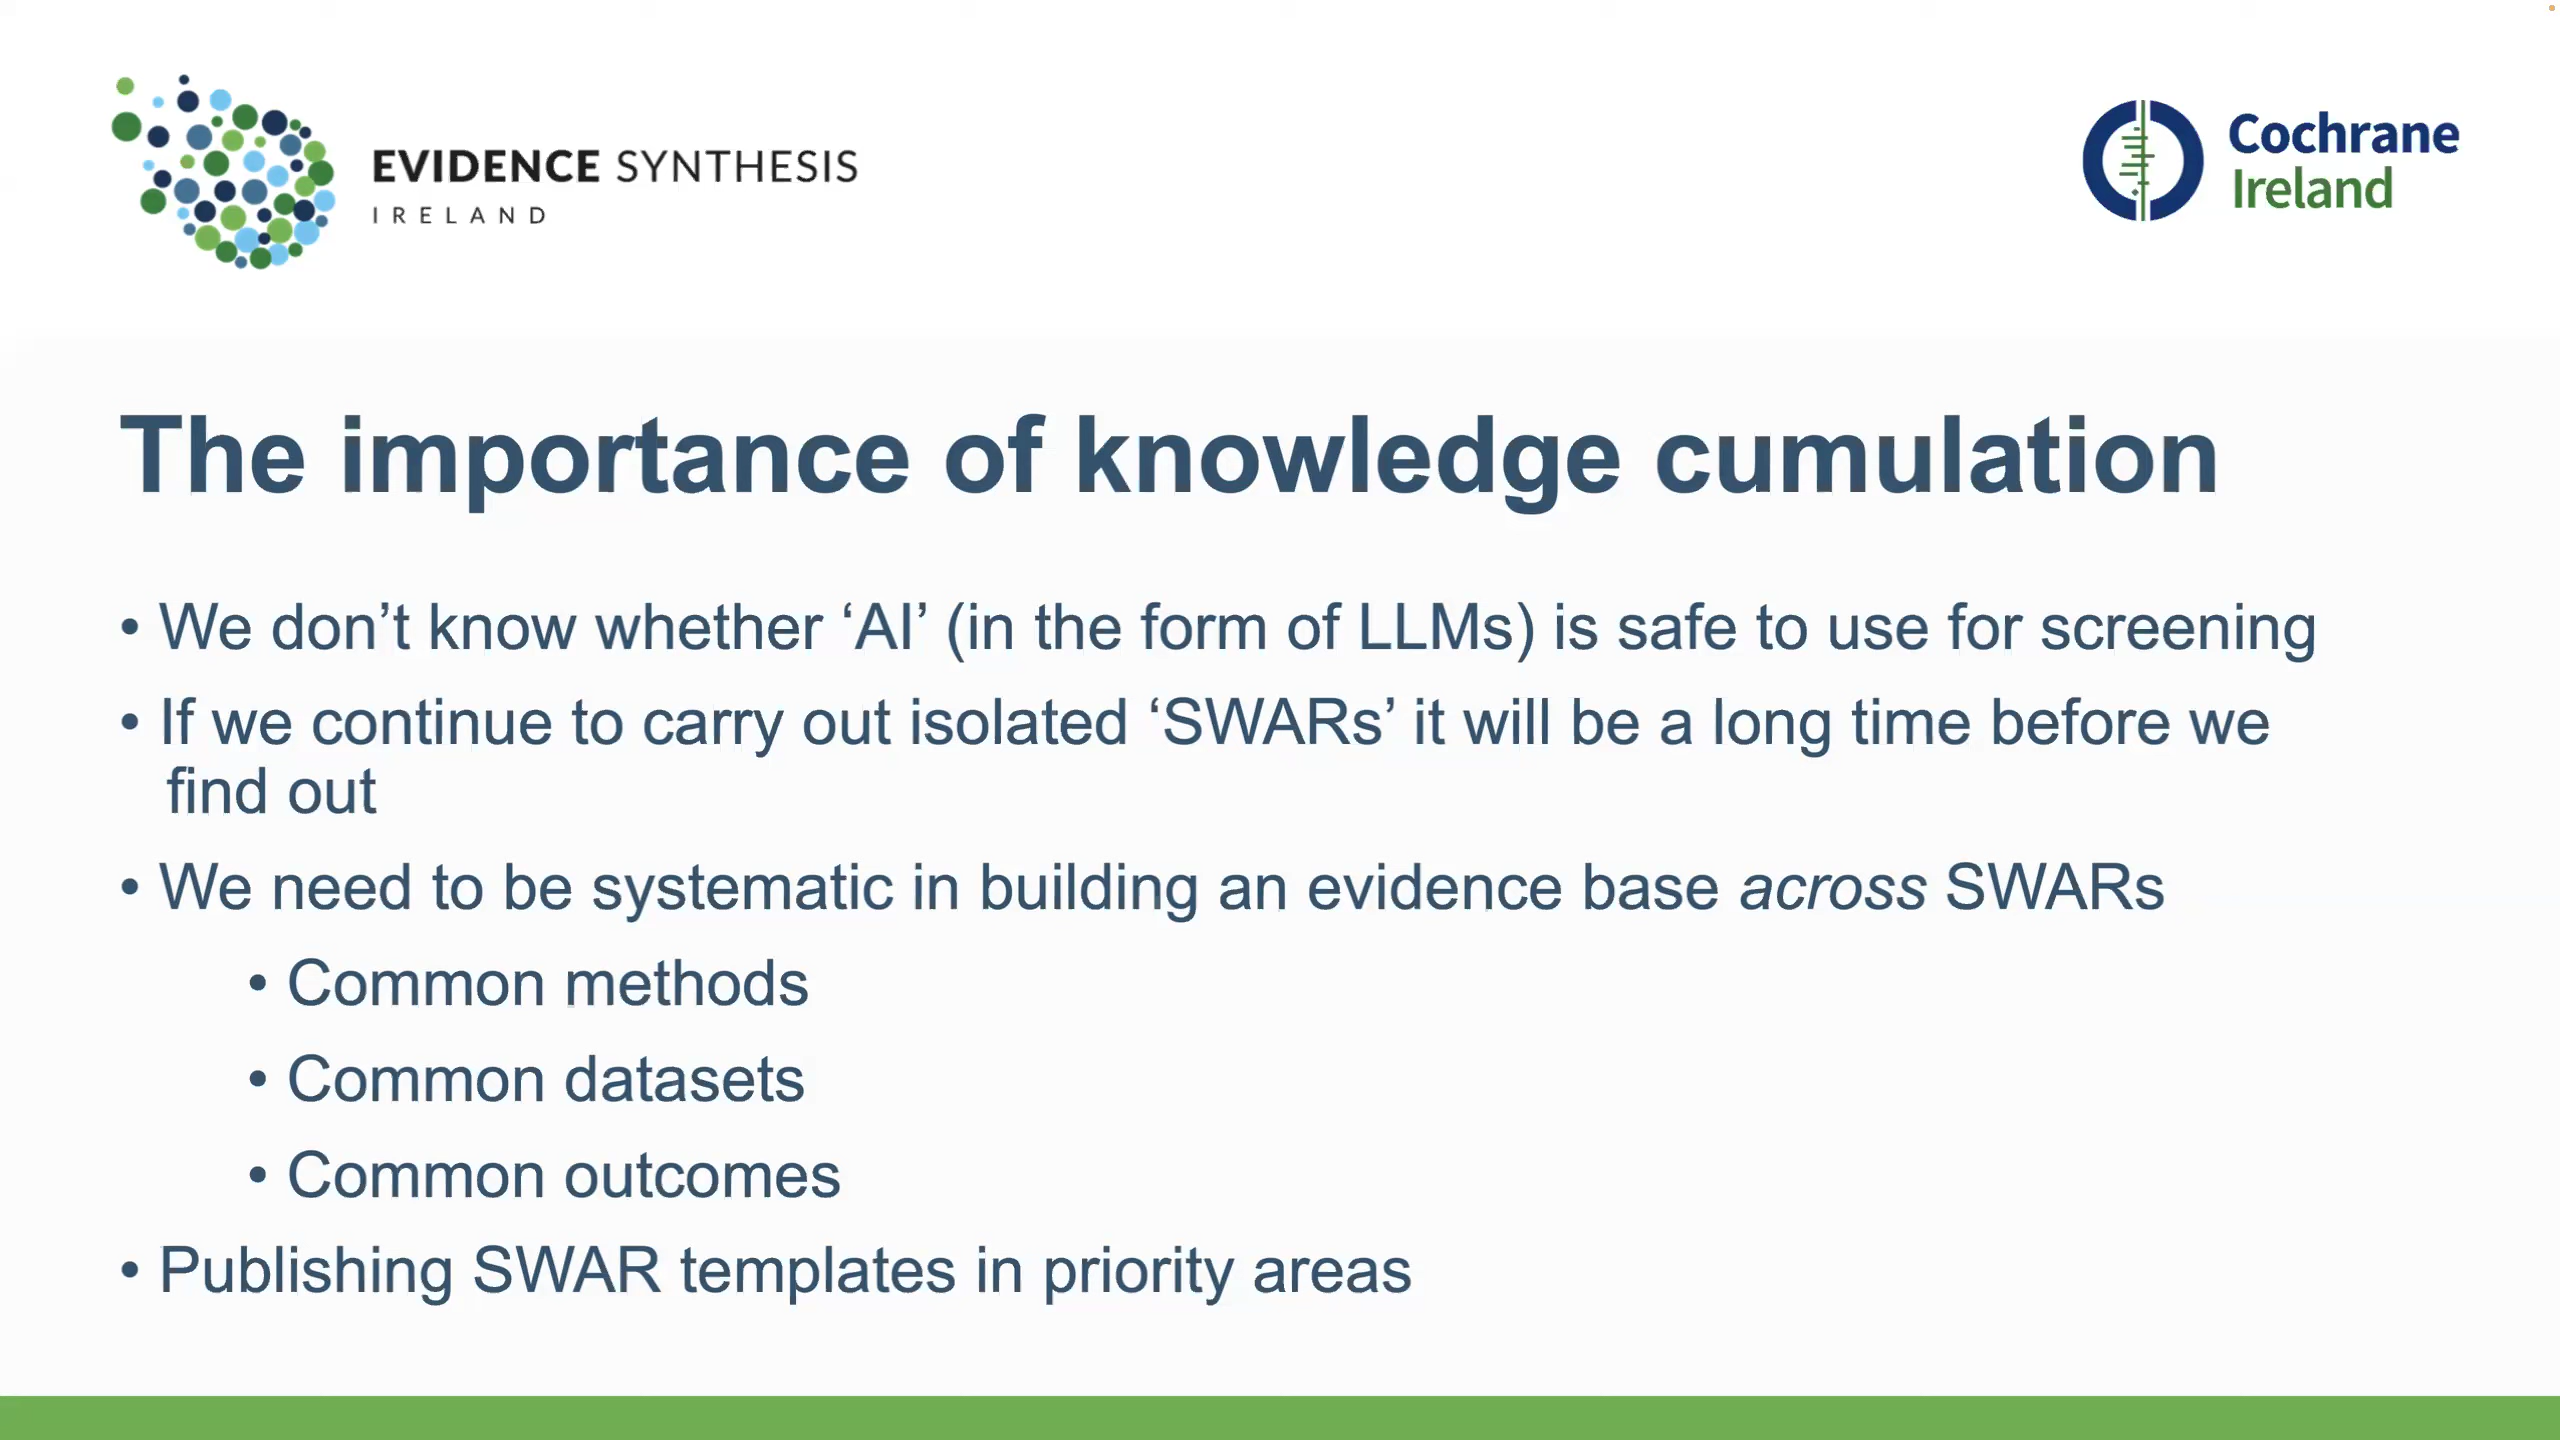 EVIDENCE SYNTHESIS
IRELAND
Cochrane
Ireland
The importance of knowledge cumulation
• We don’t know whether ‘AI’ (in the form of LLMs) is safe to use for screening
• If we continue to carry out isolated ‘SWARs’ it will be a long time before we
find out
• We need to be systematic in building an evidence base across SWARs
• Common methods
• Common datasets
• Common outcomes
• Publishing SWAR templates in priority areas